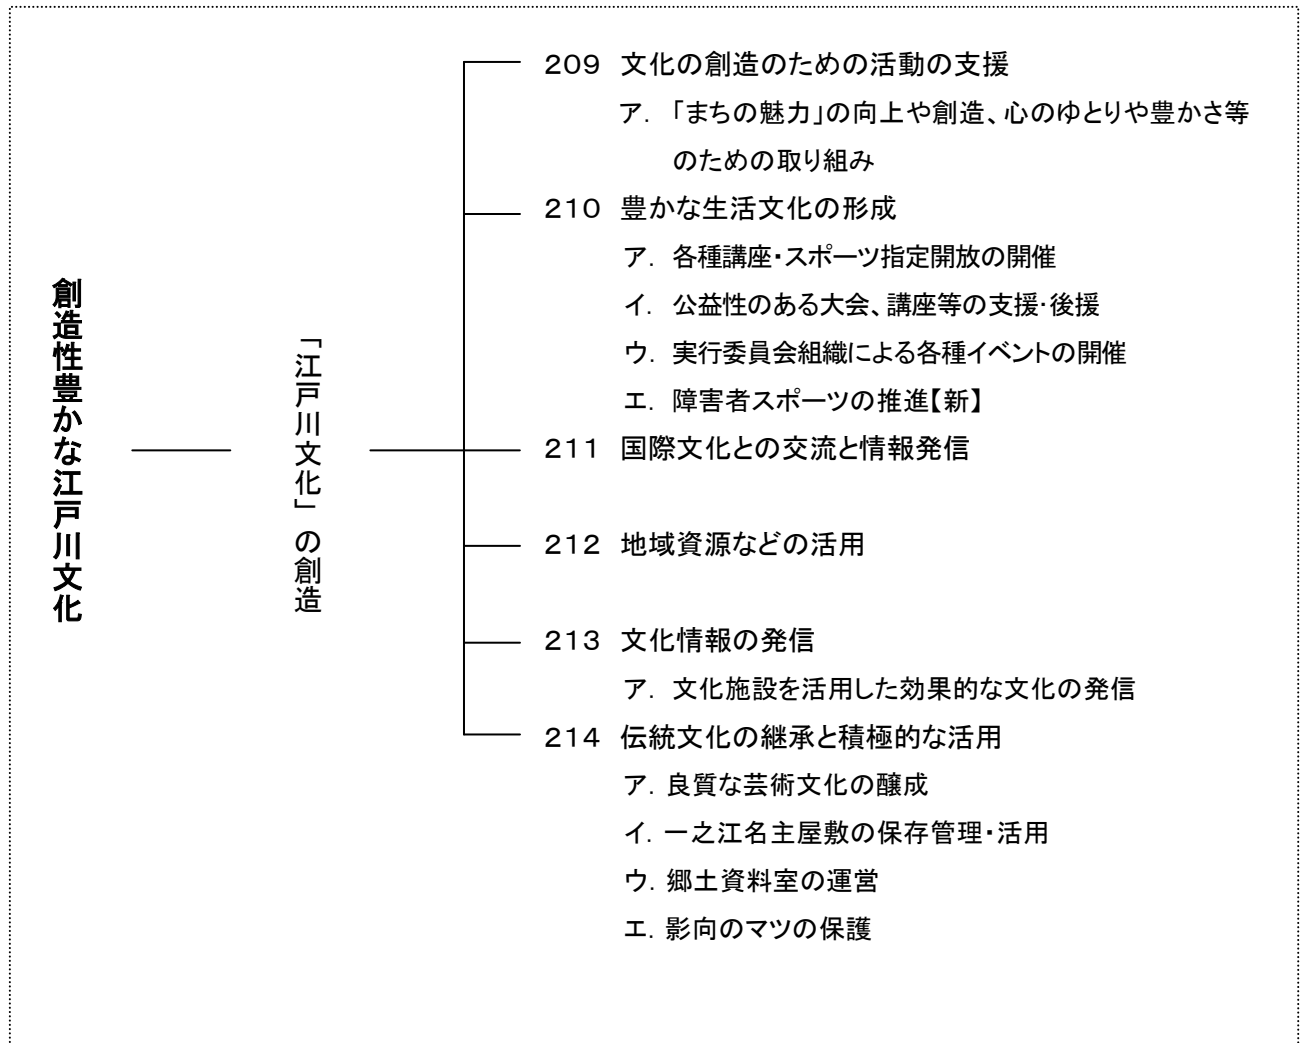 創造性豊かな江戸川文化
「江戸川文化」の創造
209 文化の創造のための活動の支援
ア. 「まちの魅力」の向上や創造、心のゆとりや豊かさ等
のための取り組み
210 豊かな生活文化の形成
ア. 各種講座・スポーツ指定開放の開催
イ. 公益性のある大会、講座等の支援・後援
ウ. 実行委員会組織による各種イベントの開催
エ. 障害者スポーツの推進【新】
211 国際文化との交流と情報発信
212 地域資源などの活用
213 文化情報の発信
ア. 文化施設を活用した効果的な文化の発信
214 伝統文化の継承と積極的な活用
ア. 良質な芸術文化の醸成
イ. 一之江名主屋敷の保存管理・活用
ウ. 郷土資料室の運営
エ. 影向のマツの保護